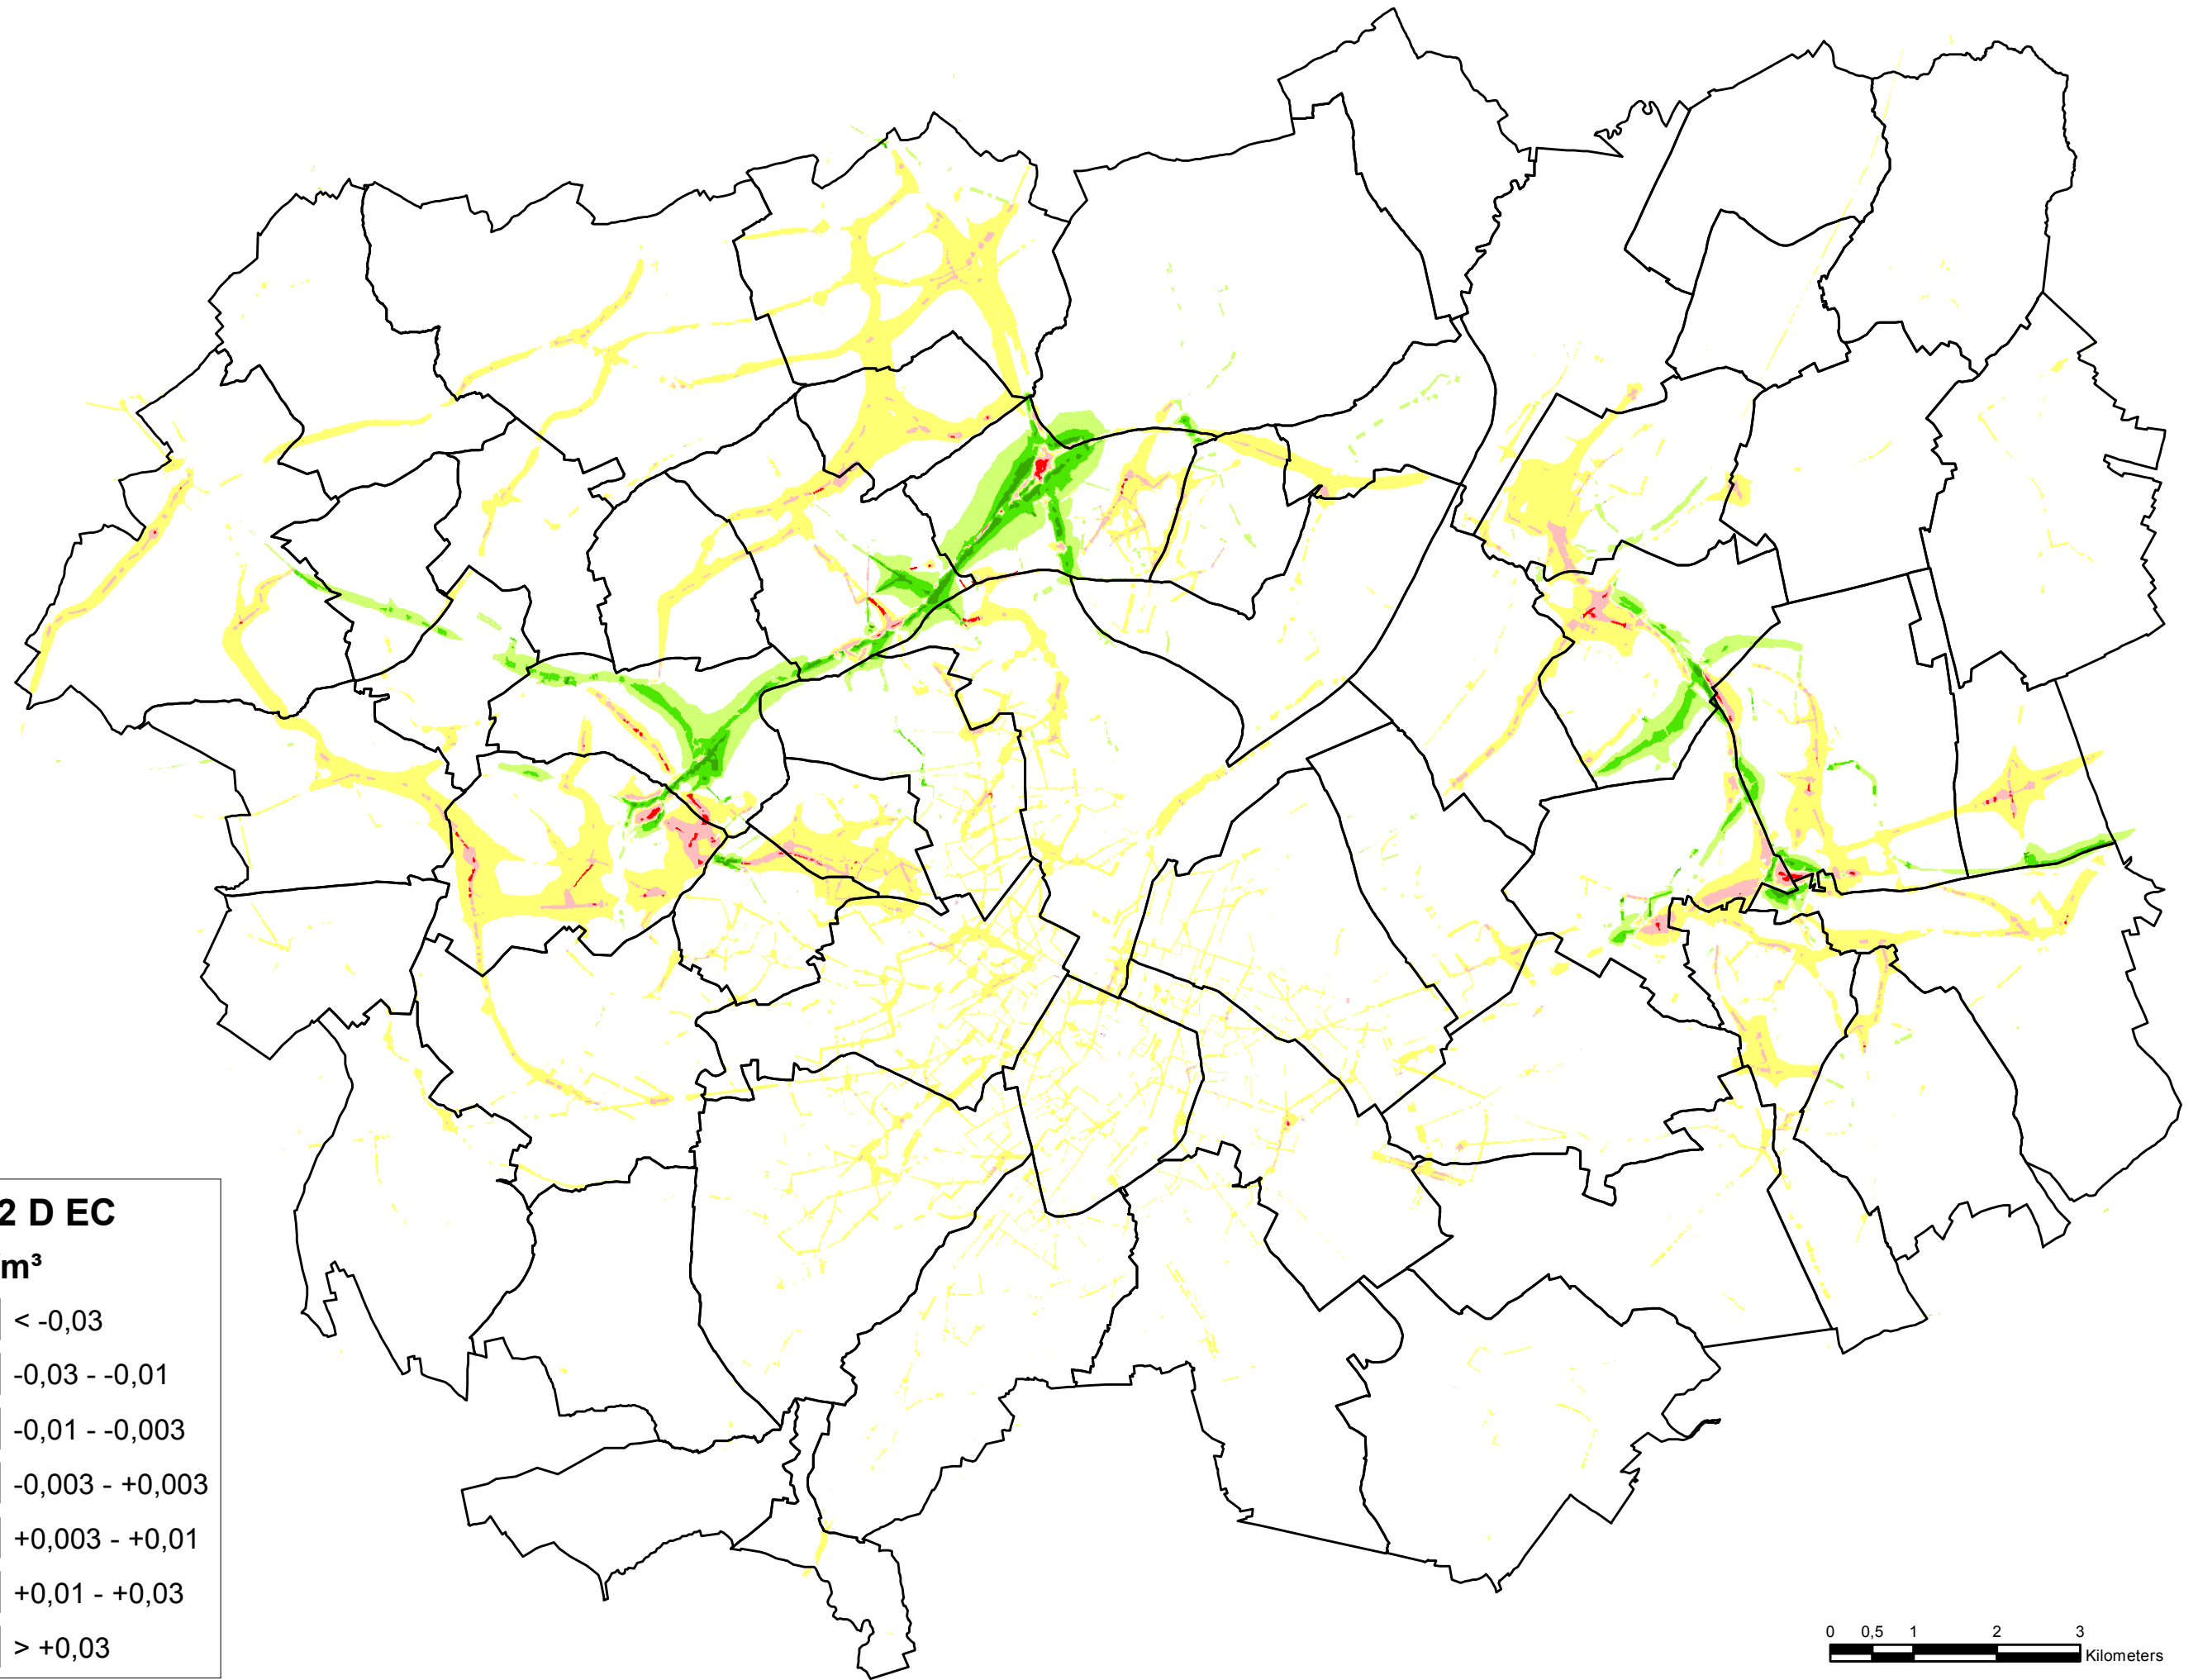 2 D EC
m³
< -0,03
-0,03 - -0,01
-0,01 - -0,003
-0,003 - +0,003
+0,003 - +0,01
+0,01 - +0,03
> +0,03
0 0,5 1 2 3
Kilometers